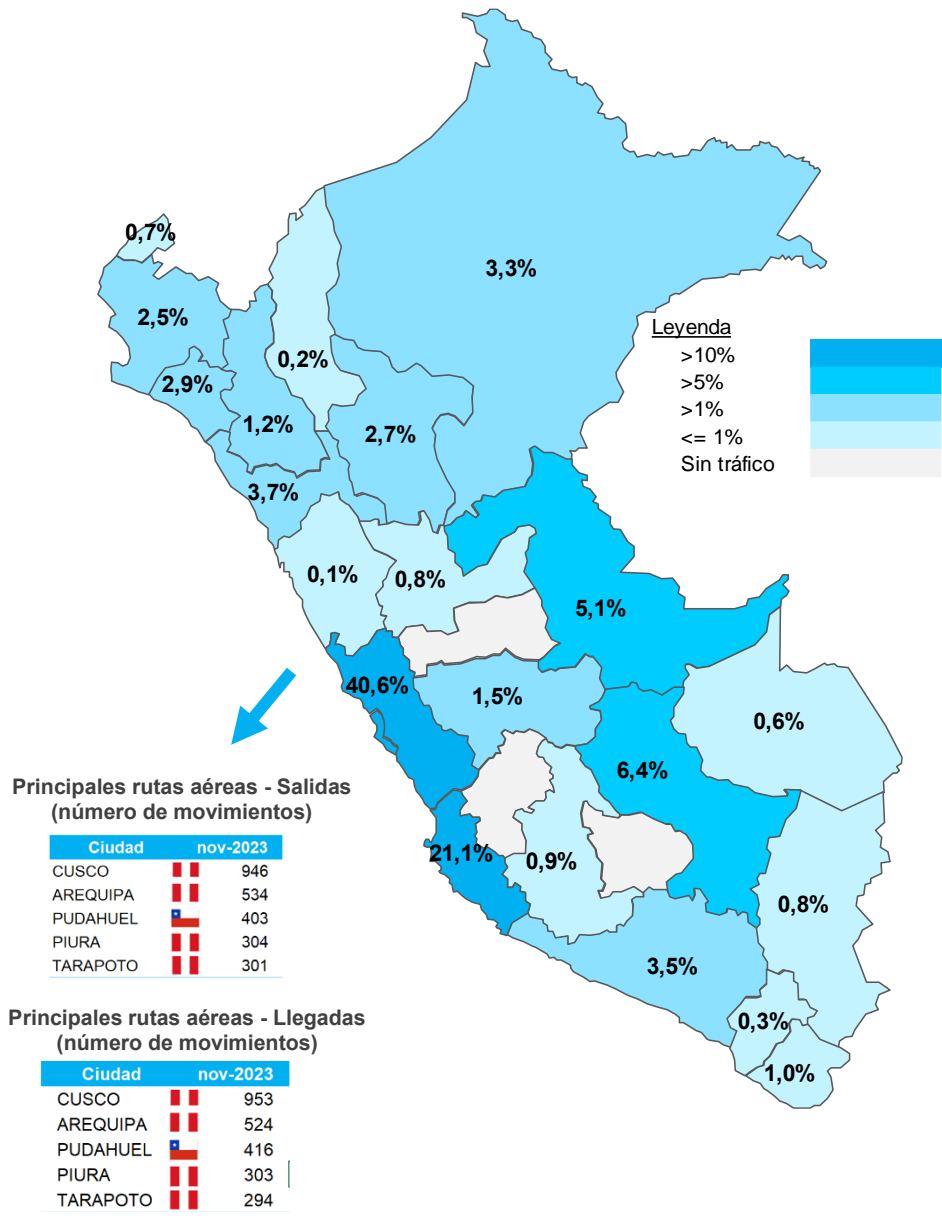 0,7%
3,3%
2,5%
0,2%
2,9%
1,2%
2,7%
3,7%
Leyenda
>10%
>5%
>1%
<= 1%
Sin tráfico
0,1%
0,8%
5,1%
40,6%
1,5%
0,6%
6,4%
21,1%
0,9%
0,8%
3,5%
0,3%
1,0%
Principales rutas aéreas - Salidas
(número de movimientos)
Ciudad nov-2023
CUSCO 946
AREQUIPA 534
PUDAHUEL 403
PIURA 304
TARAPOTO 301
Principales rutas aéreas - Llegadas
(número de movimientos)
Ciudad nov-2023
CUSCO 953
AREQUIPA 524
PUDAHUEL 416
PIURA 303
TARAPOTO 294